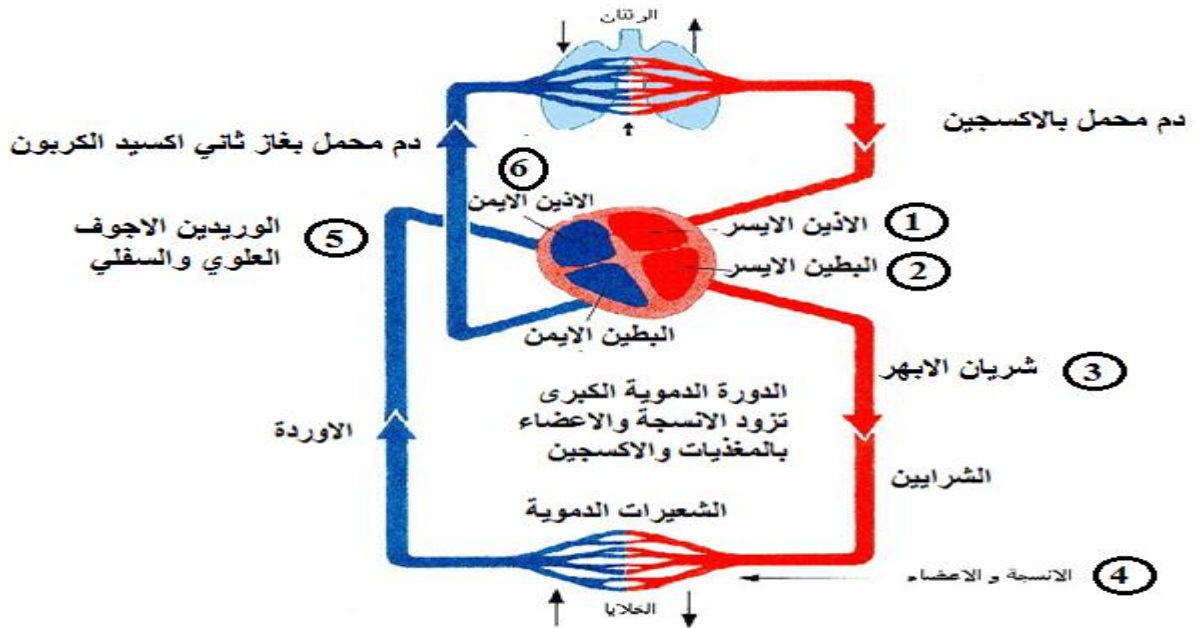 الرئتان
دم محمل بالاكسجين
دم محمل بغاز ثاني اكسيد الكربون
6
الاذين الايمن
1
الاذين الايسر
الوريدين الاجوف
العلوي والسفلي
5
2
البطين الايسر
البطين الايمن
3
شريان الابهر
الدورة الدموية الكبرى
تزود الانسجة والاعضاء
بالمغذيات والاكسجين
الاوردة
الشرايين
الشعيرات الدموية
4
الانسجة و الاعضاء
الخلايا